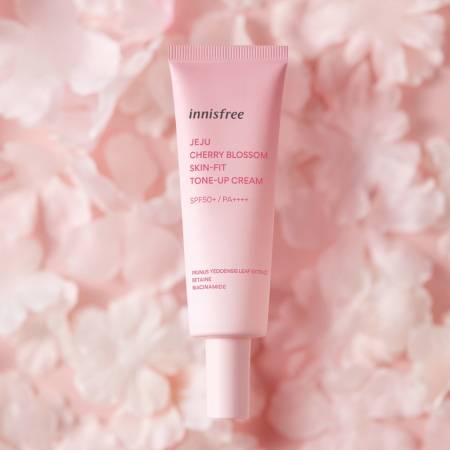 innisfree
JEJU
CHERRY BLOSSOM
SKIN-FIT
TONE-UP CREAM
SPF50+ / PA++++
PRUNUS YEDOENSIS LEAF EXTRACT
BETAINE
NIACINAMIDE